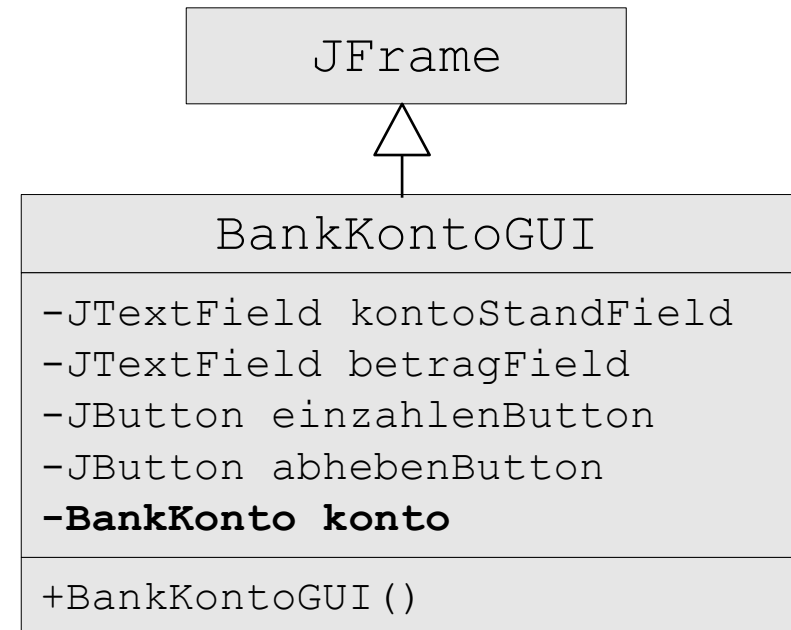 JFrame
BankKontoGUI
-JTextField kontoStandField
-JTextField betragField
-JButton einzahlenButton
-JButton abhebenButton
-BankKonto konto
+BankKontoGUI()